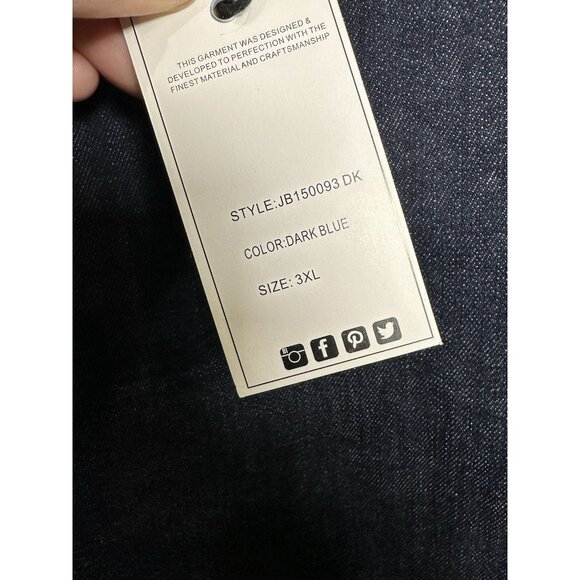 THIS GARMENT WAS DESIGNED &
DEVELOPED TO PERFECTION WITH THE
FINEST MATERIAL AND CRAFTSMANSHIP
STYLE:JB150093 DK
COLOR:DARK BLUE
SIZE: 3XL